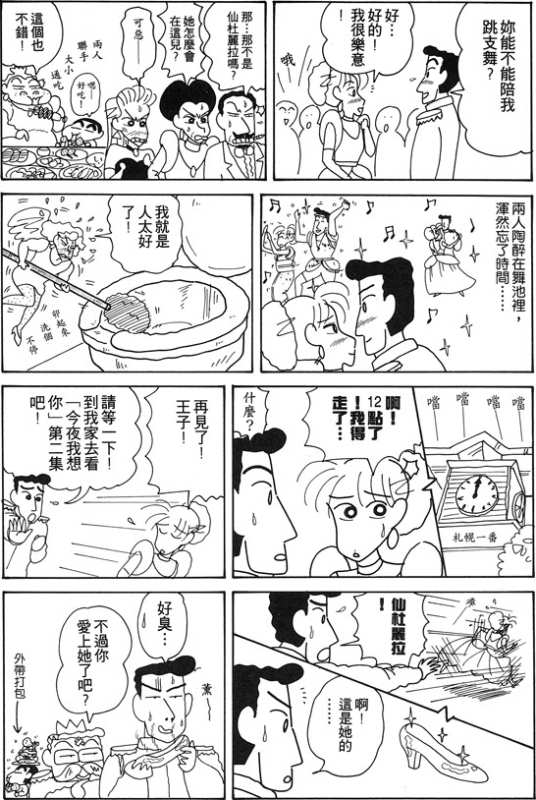 妳能不能陪我
跳支舞？
好…
好的！
我很樂意
！
哦
那…那不是
仙杜麗拉嗎？
她怎麼會
在這兒？
可惡——
嗯—
好吃！
兩人
聯手
大小
通吃
這個也
不錯！
兩人陶醉在舞池裡，
渾然忘了時間……
我就是
人太好
了！
卯起來
洗個
不停
噹
噹
噹
噹
札幌一番
啊！
12點了
！我得
走了…
什麼？
再見了！
王子！
請等一下！
到我家去看
「今夜我想
你」第二集
吧！
仙杜麗拉
！
啊！
這是她的
好臭…
薰～
不過你
愛上她了吧？
外帶打包